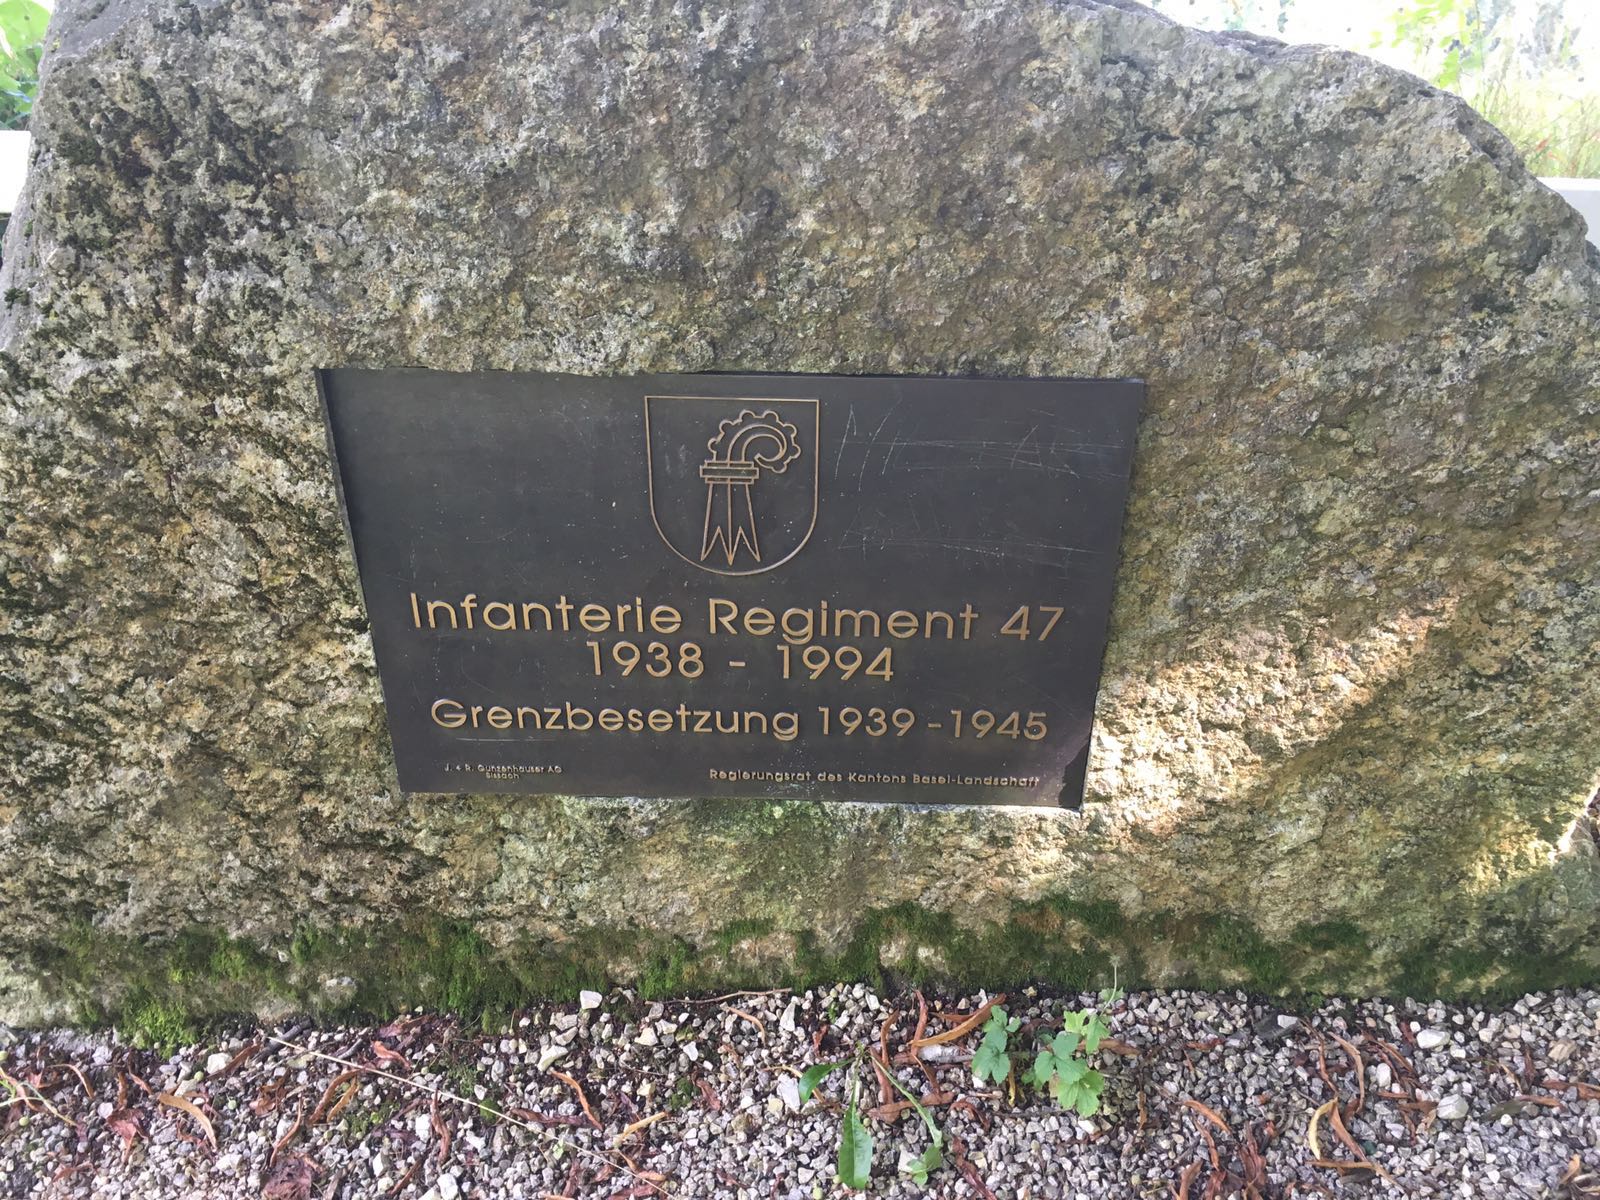 Infanterie Regiment 47
1938 - 1994
Grenzbesetzung 1939 - 1945
J. + R. Gunzenhauser AG
Sissach
Regierungsrat des Kantons Basel-Landschaft